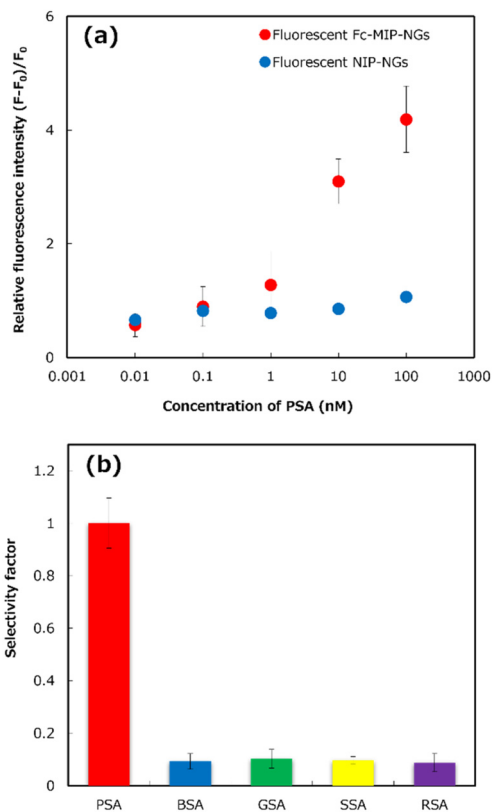 (a)
Fluorescent Fc-MIP-NGs
Fluorescent NIP-NGs
Relative fluorescence intensity (F-F₀)/F₀
6
4
2
0
0.001 0.01 0.1 1 10 100 1000
Concentration of PSA (nM)
(b)
Selectivity factor
1.2
1
0.8
0.6
0.4
0.2
0
PSA BSA GSA SSA RSA